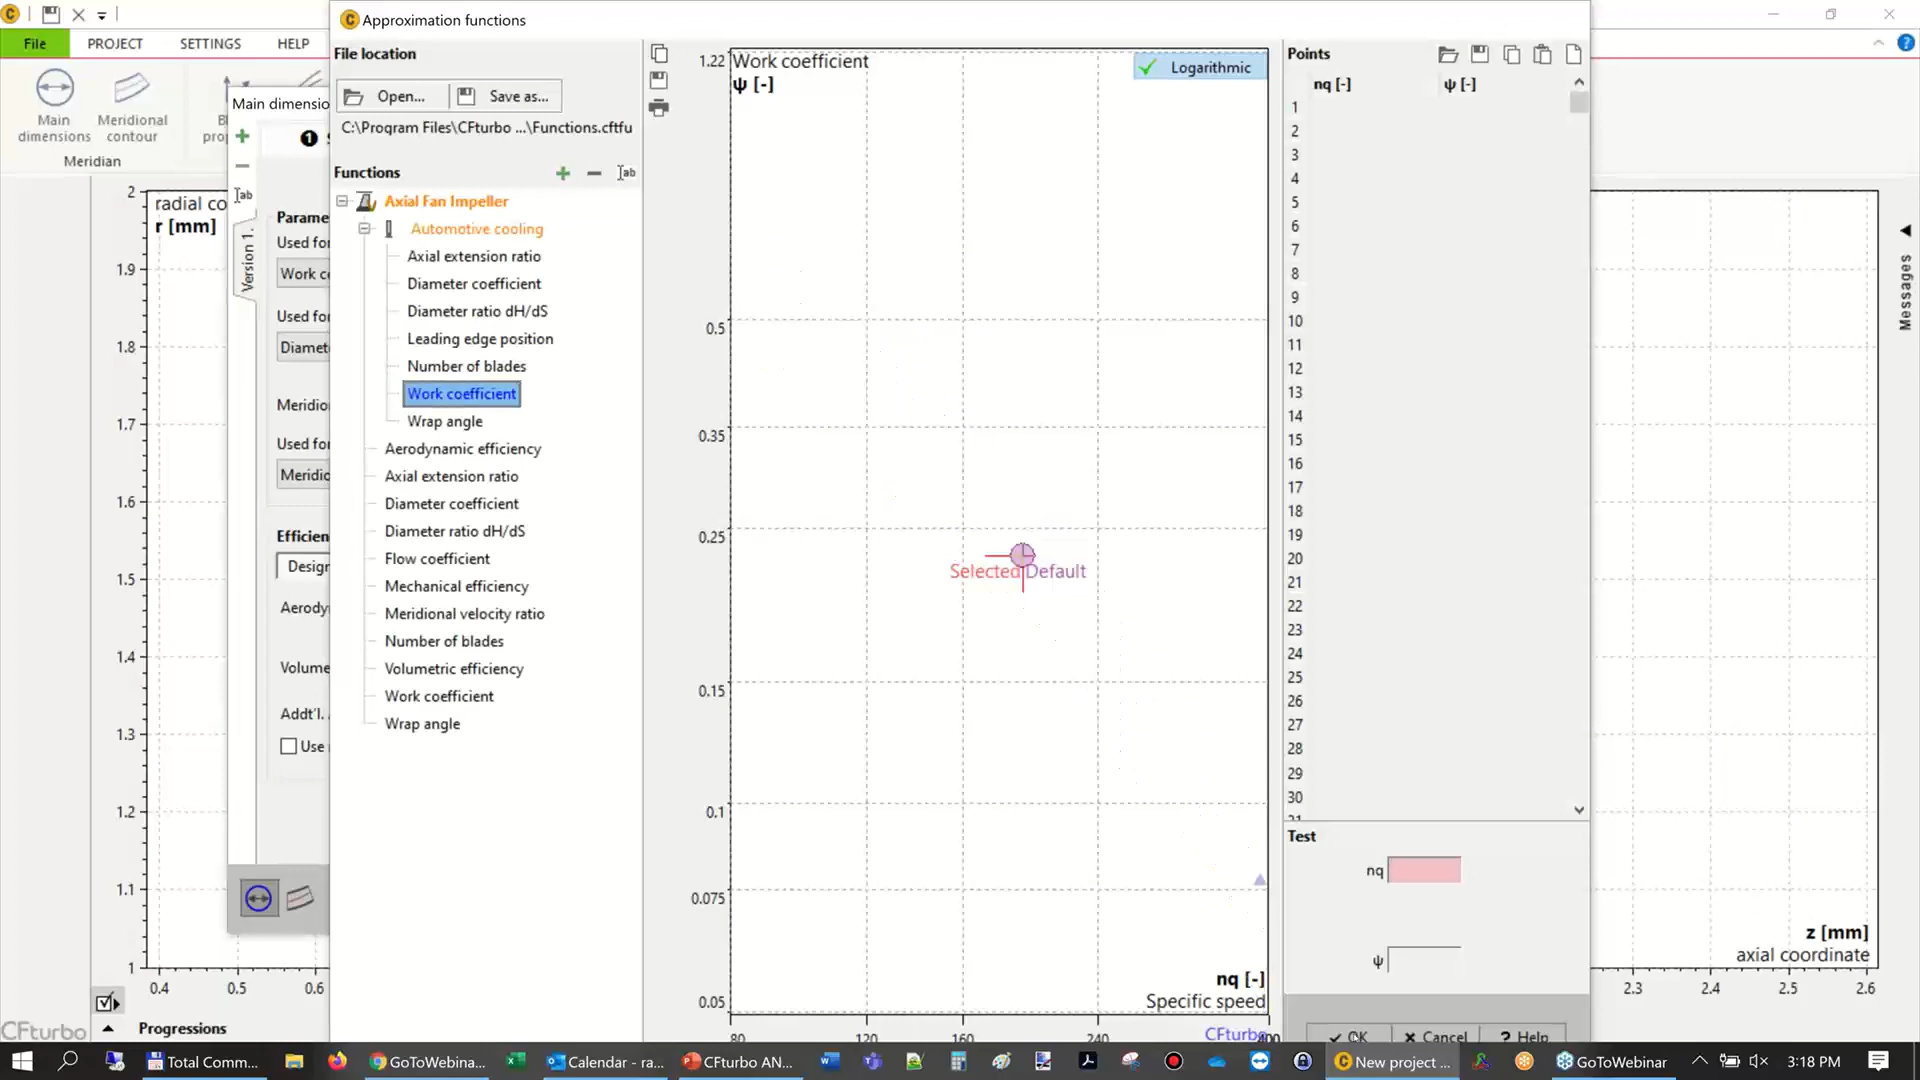 Approximation functions
File
PROJECT
SETTINGS
HELP
Main
dimensions
Meridional
contour
Meridian
Main dimensio
File location
Open...
Save as...
C:\Program Files\CFturbo ...\Functions.cftfu
Functions
Axial Fan Impeller
Automotive cooling
Axial extension ratio
Diameter coefficient
Diameter ratio dH/dS
Leading edge position
Number of blades
Work coefficient
Wrap angle
Aerodynamic efficiency
Axial extension ratio
Diameter coefficient
Diameter ratio dH/dS
Flow coefficient
Mechanical efficiency
Meridional velocity ratio
Number of blades
Volumetric efficiency
Work coefficient
Wrap angle
Version 1.
Parame
Used for
Work co
Used for
Diamet
Meridio
Used for
Meridio
Efficien
Design
Aerody
Volume
Addt'l.
Use
radial co
r [mm]
2
1.9
1.8
1.7
1.6
1.5
1.4
1.3
1.2
1.1
1
0.4
0.5
0.6
Progressions
CFturbo
Work coefficient
ψ [-]
Logarithmic
1.22
0.5
0.35
0.25
0.15
0.1
0.075
0.05
Selected Default
nq [-]
Specific speed
CFturbo
80
120
160
240
400
Points
nq [-]
ψ [-]
1
2
3
4
5
6
7
8
9
10
11
12
13
14
15
16
17
18
19
20
21
22
23
24
25
26
27
28
29
30
31
Test
nq
ψ
OK
Cancel
Help
Messages
z [mm]
axial coordinate
2.3
2.4
2.5
2.6
Total Comm...
GoToWebina...
Calendar - ra...
CFturbo AN...
New project ...
GoToWebinar
3:18 PM